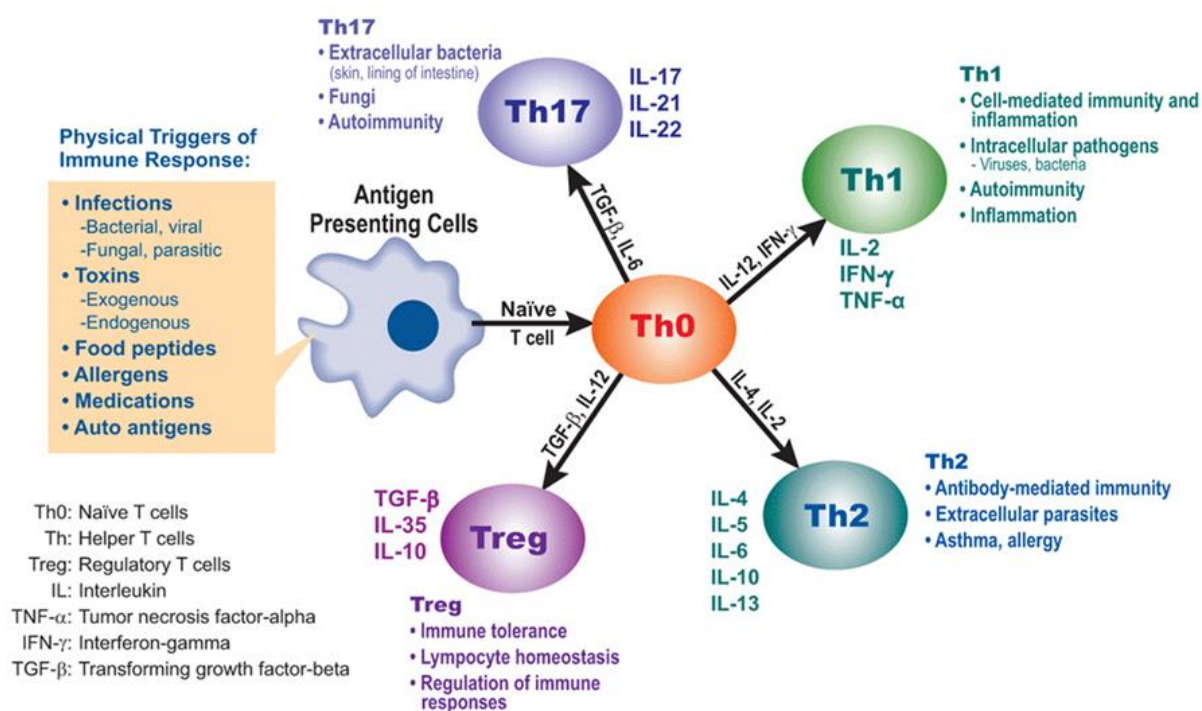 Th17
• Extracellular bacteria
(skin, lining of intestine)
• Fungi
• Autoimmunity
Th17
IL-17
IL-21
IL-22
Th1
• Cell-mediated immunity and
inflammation
• Intracellular pathogens
- Viruses, bacteria
• Autoimmunity
• Inflammation
Th1
IL-2
IFN-γ
TNF-α
Physical Triggers of
Immune Response:
• Infections
-Bacterial, viral
-Fungal, parasitic
• Toxins
-Exogenous
-Endogenous
• Food peptides
• Allergens
• Medications
• Auto antigens
Antigen
Presenting Cells
Naïve
T cell
Th0
TGF-β, IL-6
IL-12, IFN-γ
TGF-β, IL-12
IL-4, IL-2
TGF-β
IL-35
IL-10
Treg
Treg
• Immune tolerance
• Lympocyte homeostasis
• Regulation of immune
responses
IL-4
IL-5
IL-6
IL-10
IL-13
Th2
Th2
• Antibody-mediated immunity
• Extracellular parasites
• Asthma, allergy
Th0: Naïve T cells
Th: Helper T cells
Treg: Regulatory T cells
IL: Interleukin
TNF-α: Tumor necrosis factor-alpha
IFN-γ: Interferon-gamma
TGF-β: Transforming growth factor-beta